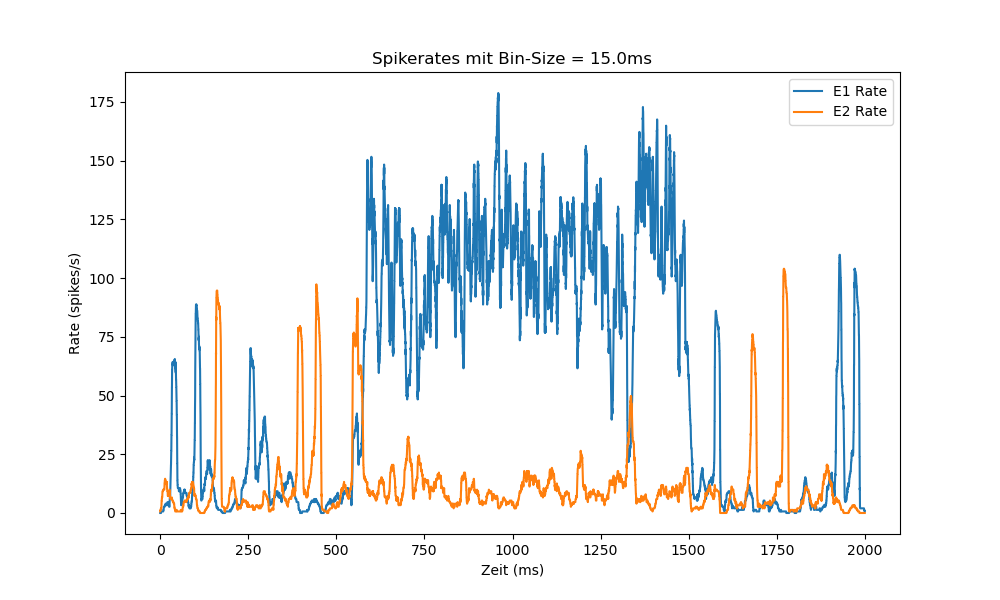 Spikerates mit Bin-Size = 15.0ms
E1 Rate
E2 Rate
Rate (spikes/s)
175
150
125
100
75
50
25
0
0 250 500 750 1000 1250 1500 1750 2000
Zeit (ms)